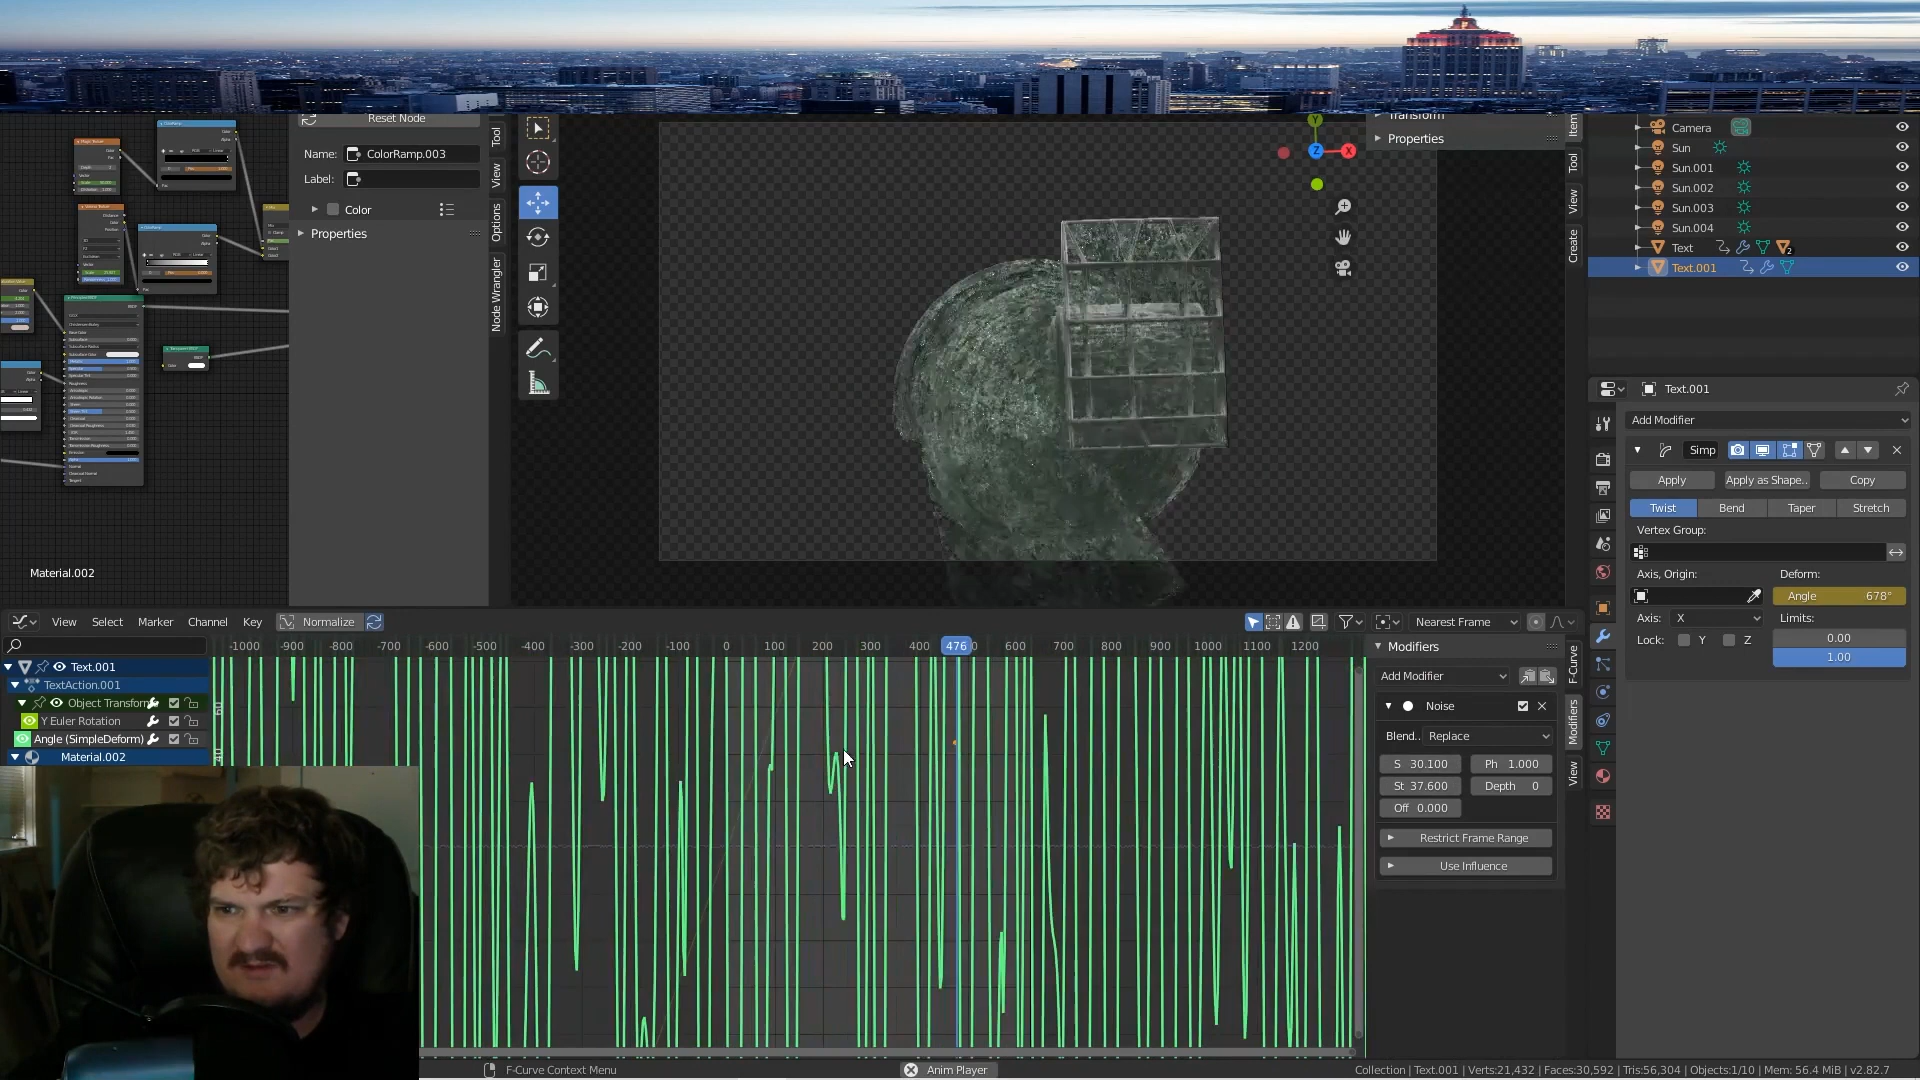 Reset Node
Name: ColorRamp.003
Label:
Color
Properties
Tool
View
Options
Node Wrangler
Material.002
Transform
Properties
Item
Tool
View
Create
Y
Z
X
Camera
Sun
Sun.001
Sun.002
Sun.003
Sun.004
Text
2
Text.001
Text.001
Add Modifier
Simp
Apply
Apply as Shape..
Copy
Twist
Bend
Taper
Stretch
Vertex Group:
Axis, Origin:
Deform:
Angle 678°
Axis: X
Limits:
Lock: Y Z
0.00
1.00
View Select Marker Channel Key Normalize
Nearest Frame
-1000 -900 -800 -700 -600 -500 -400 -300 -200 -100 0 100 200 300 400 476 600 700 800 900 1000 1100 1200
60
40
Text.001
TextAction.001
Object Transform
Y Euler Rotation
Angle (SimpleDeform)
Material.002
Modifiers
Add Modifier
Noise
Blend.. Replace
S 30.100 Ph 1.000
St 37.600 Depth 0
Off 0.000
Restrict Frame Range
Use Influence
F-Curve
Modifiers
View
F-Curve Context Menu
Anim Player
Collection | Text.001 | Verts:21,432 | Faces:30,592 | Tris:56,304 | Objects:1/10 | Mem: 56.4 MiB | v2.82.7